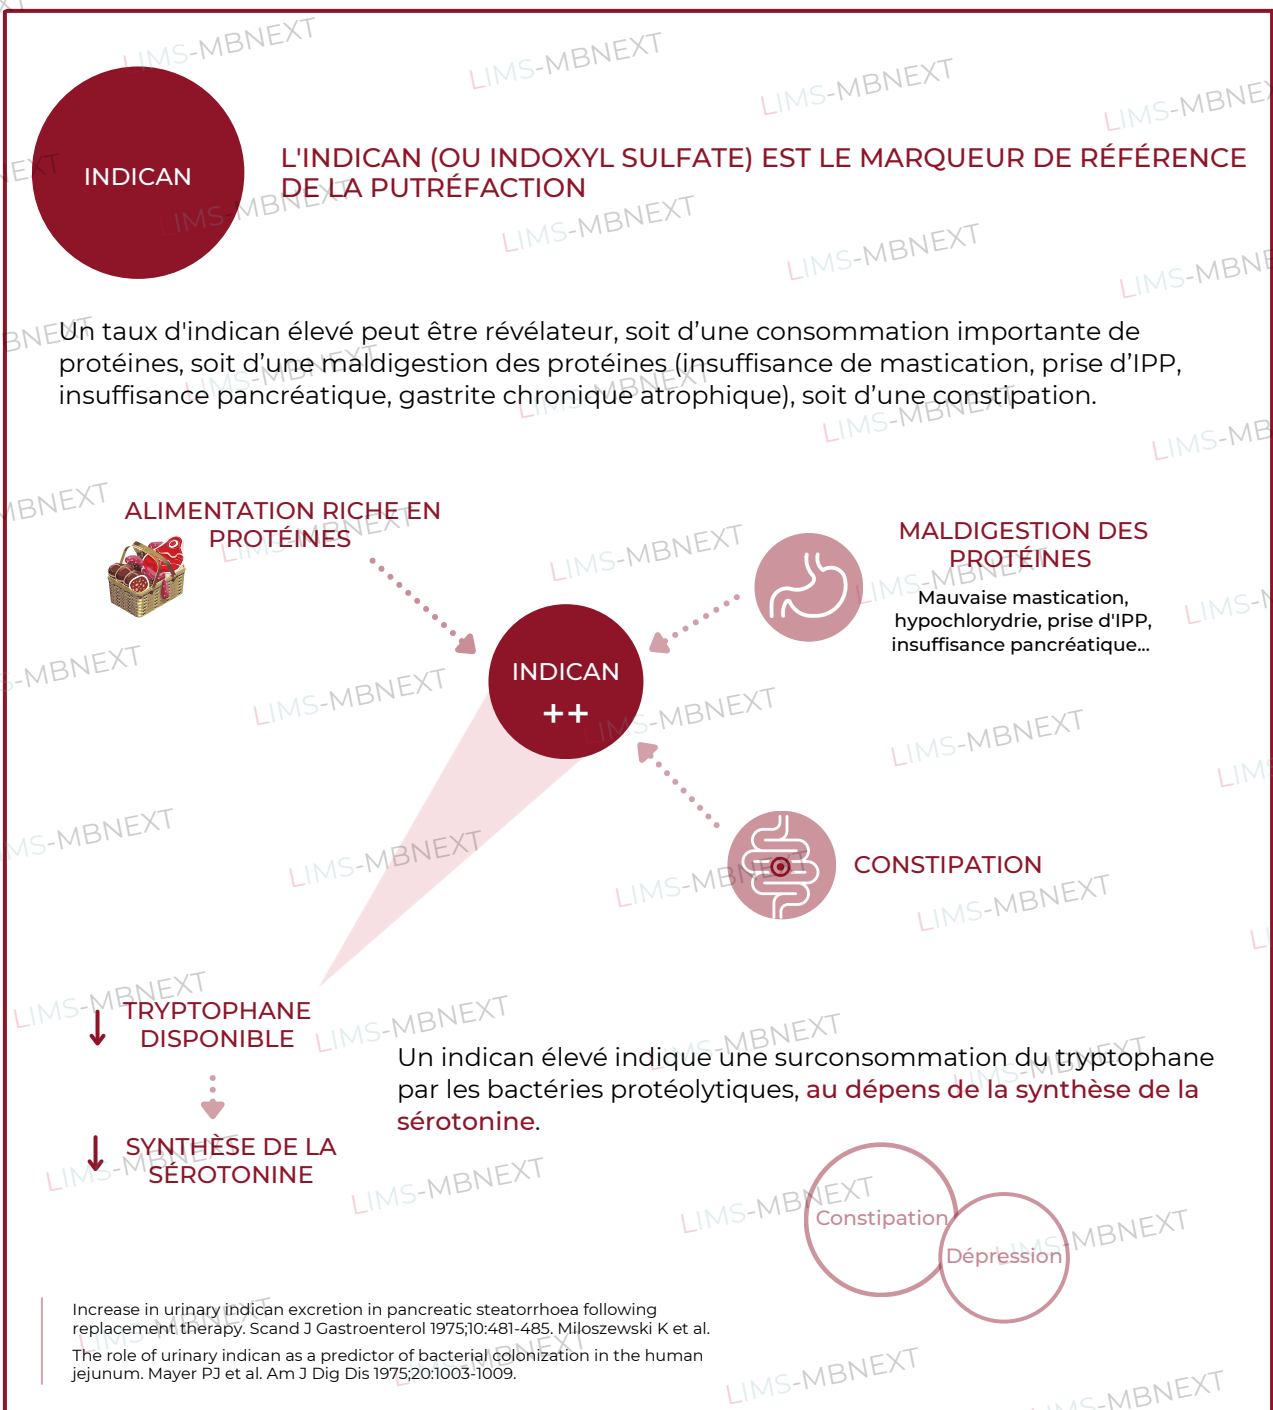 INDICAN
L'INDICAN (OU INDOXYL SULFATE) EST LE MARQUEUR DE RÉFÉRENCE
DE LA PUTRÉFACTION
Un taux d'indican élevé peut être révélateur, soit d’une consommation importante de
protéines, soit d’une maldigestion des protéines (insuffisance de mastication, prise d’IPP,
insuffisance pancréatique, gastrite chronique atrophique), soit d’une constipation.
ALIMENTATION RICHE EN
PROTÉINES
MALDIGESTION DES
PROTÉINES
Mauvaise mastication,
hypochlorydrie, prise d'IPP,
insuffisance pancréatique...
INDICAN
++
CONSTIPATION
TRYPTOPHANE
DISPONIBLE
Un indican élevé indique une surconsommation du tryptophane
par les bactéries protéolytiques, au dépens de la synthèse de la
sérotonine.
SYNTHÈSE DE LA
SÉROTONINE
Constipation
Dépression
Increase in urinary indican excretion in pancreatic steatorrhoea following
replacement therapy. Scand J Gastroenterol 1975;10:481-485. Miloszewski K et al.
The role of urinary indican as a predictor of bacterial colonization in the human
jejunum. Mayer PJ et al. Am J Dig Dis 1975;20:1003-1009.
LIMS-MBNEXT